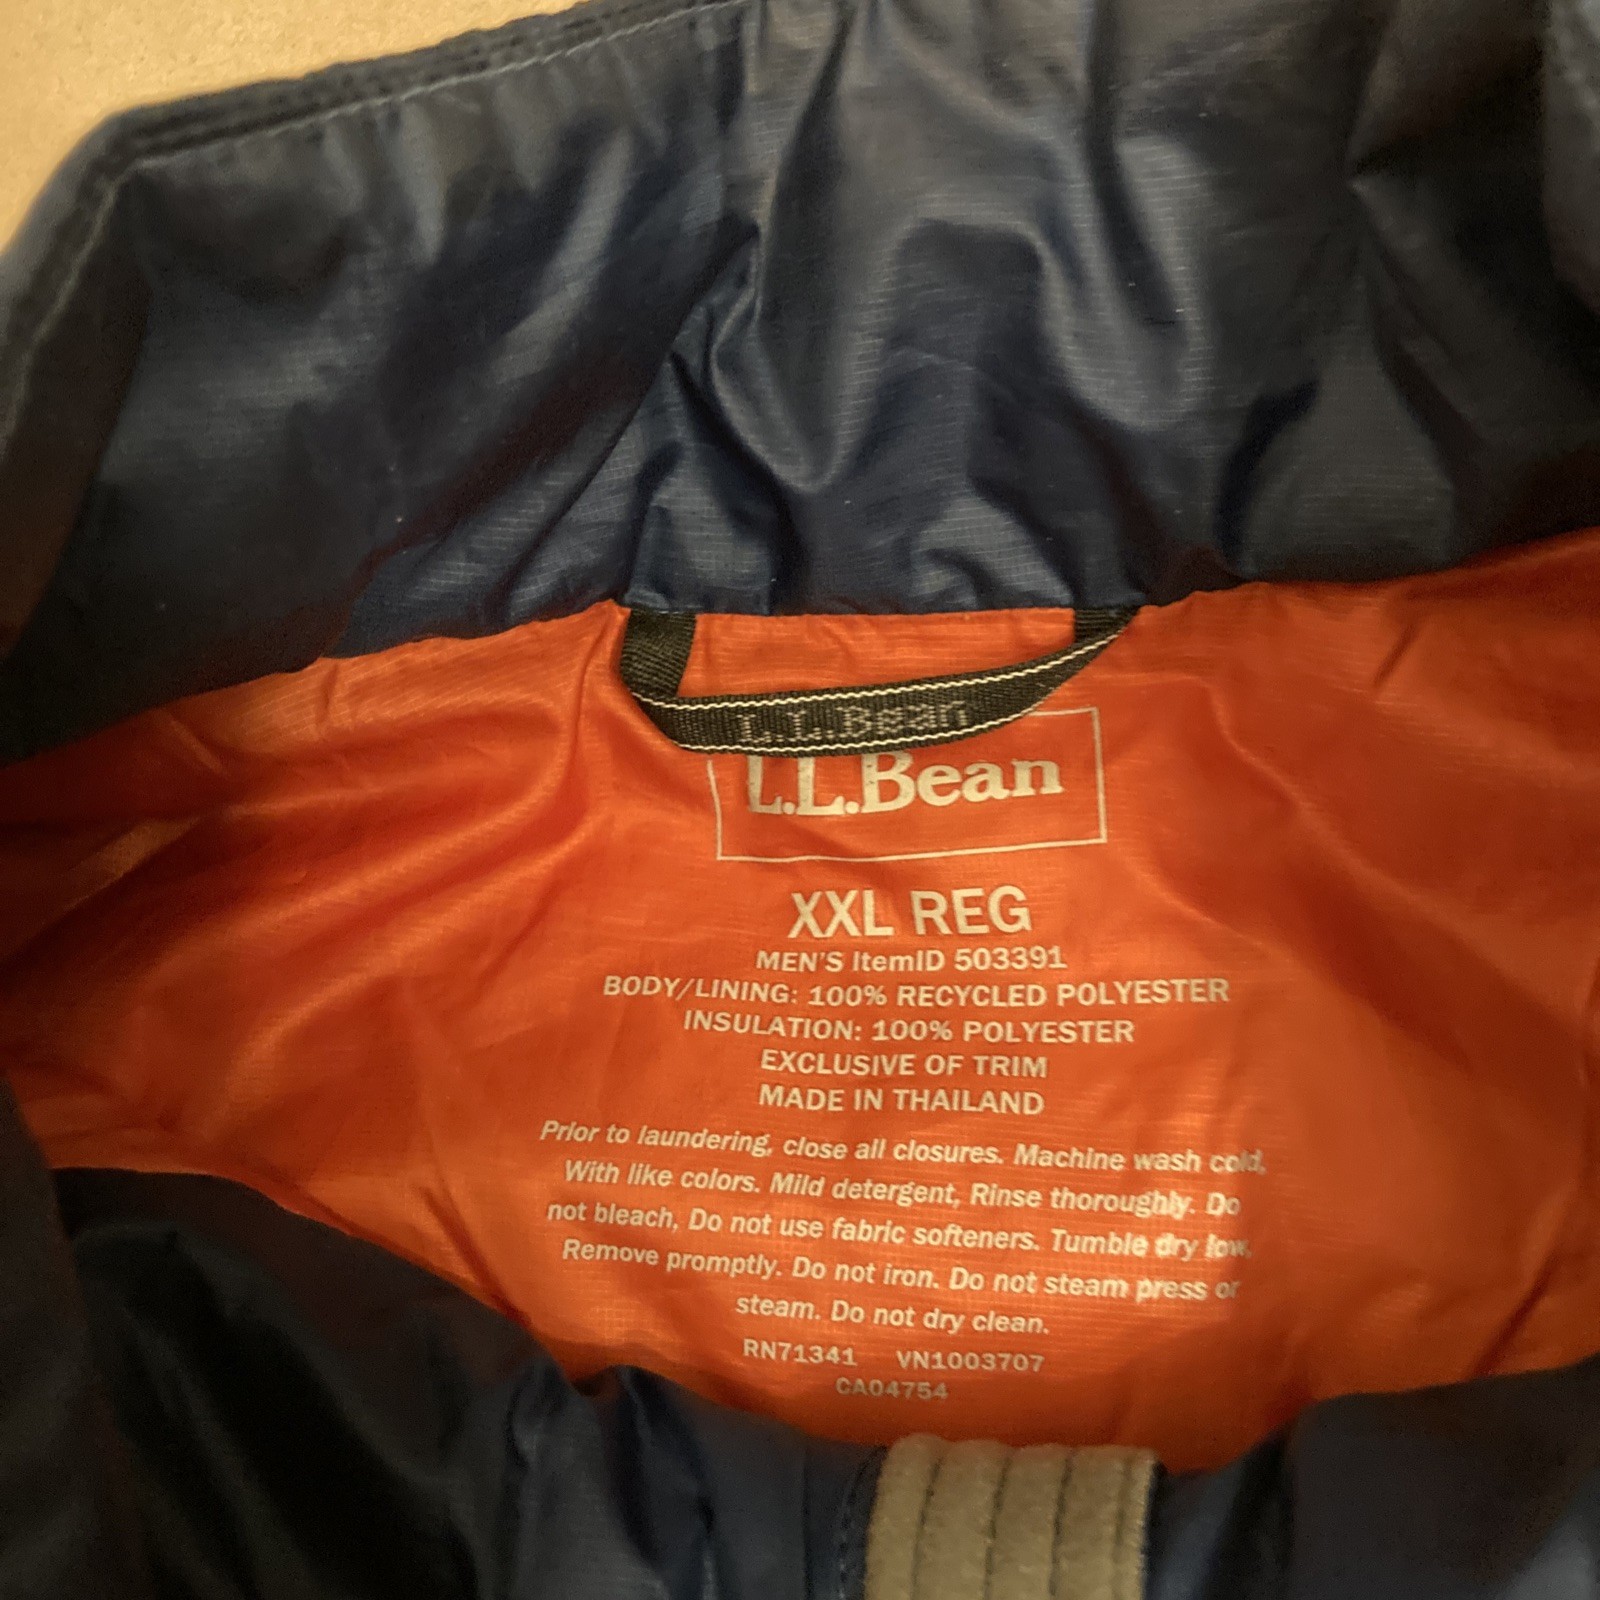 L.L.Bean
L.L.Bean
XXL REG
MEN'S ItemID 503391
BODY/LINING: 100% RECYCLED POLYESTER
INSULATION: 100% POLYESTER
EXCLUSIVE OF TRIM
MADE IN THAILAND
Prior to laundering, close all closures. Machine wash cold,
With like colors. Mild detergent, Rinse thoroughly. Do
not bleach, Do not use fabric softeners. Tumble dry low,
Remove promptly. Do not iron. Do not steam press or
steam. Do not dry clean.
RN71341 VN1003707
CA04754